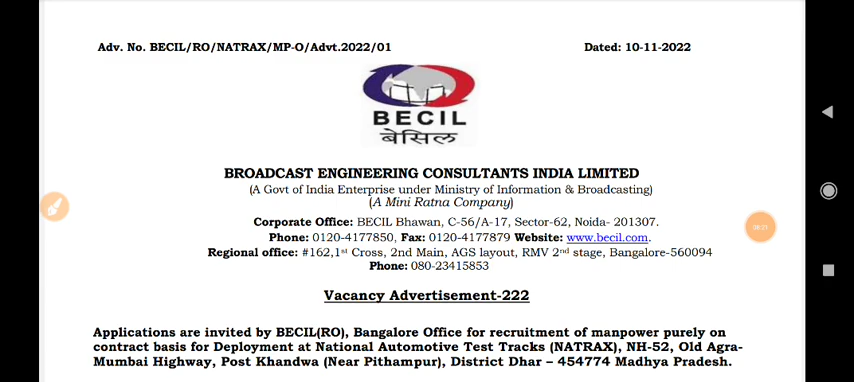 Adv. No. BECIL/RO/NATRAX/MP-O/Advt.2022/01 Dated: 10-11-2022
BECIL
बेसिल
BROADCAST ENGINEERING CONSULTANTS INDIA LIMITED
(A Govt of India Enterprise under Ministry of Information & Broadcasting)
(A Mini Ratna Company)
Corporate Office: BECIL Bhawan, C-56/A-17, Sector-62, Noida- 201307.
Phone: 0120-4177850, Fax: 0120-4177879 Website: www.becil.com.
Regional office: #162,1st Cross, 2nd Main, AGS layout, RMV 2nd stage, Bangalore-560094
Phone: 080-23415853
Vacancy Advertisement-222
Applications are invited by BECIL(RO), Bangalore Office for recruitment of manpower purely on
contract basis for Deployment at National Automotive Test Tracks (NATRAX), NH-52, Old Agra-
Mumbai Highway, Post Khandwa (Near Pithampur), District Dhar – 454774 Madhya Pradesh.